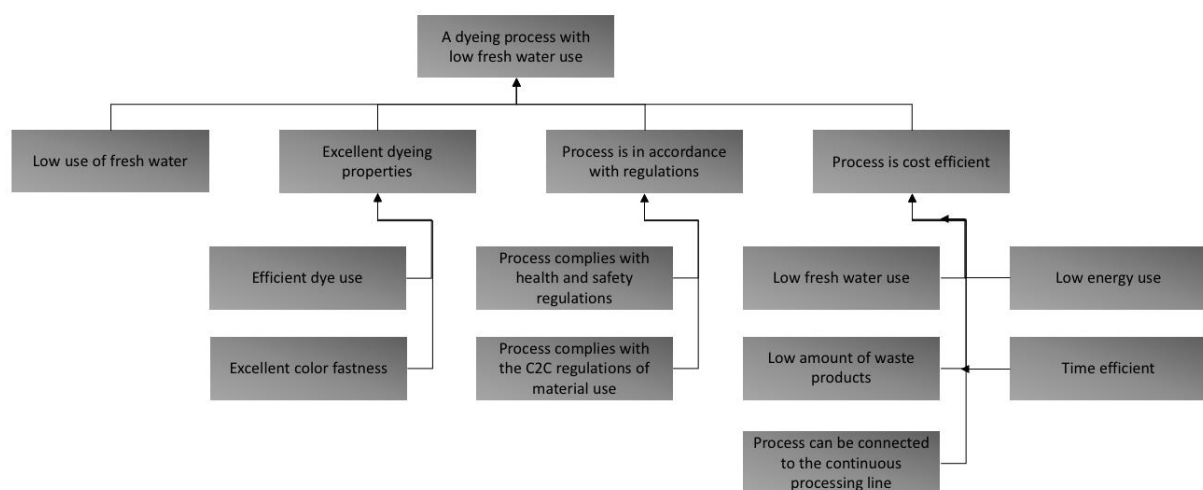 A dyeing process with
low fresh water use
Low use of fresh water
Excellent dyeing
properties
Process is in accordance
with regulations
Process is cost efficient
Efficient dye use
Process complies with
health and safety
regulations
Low fresh water use
Low energy use
Excellent color fastness
Process complies with
the C2C regulations of
material use
Low amount of waste
products
Time efficient
Process can be connected
to the continuous
processing line